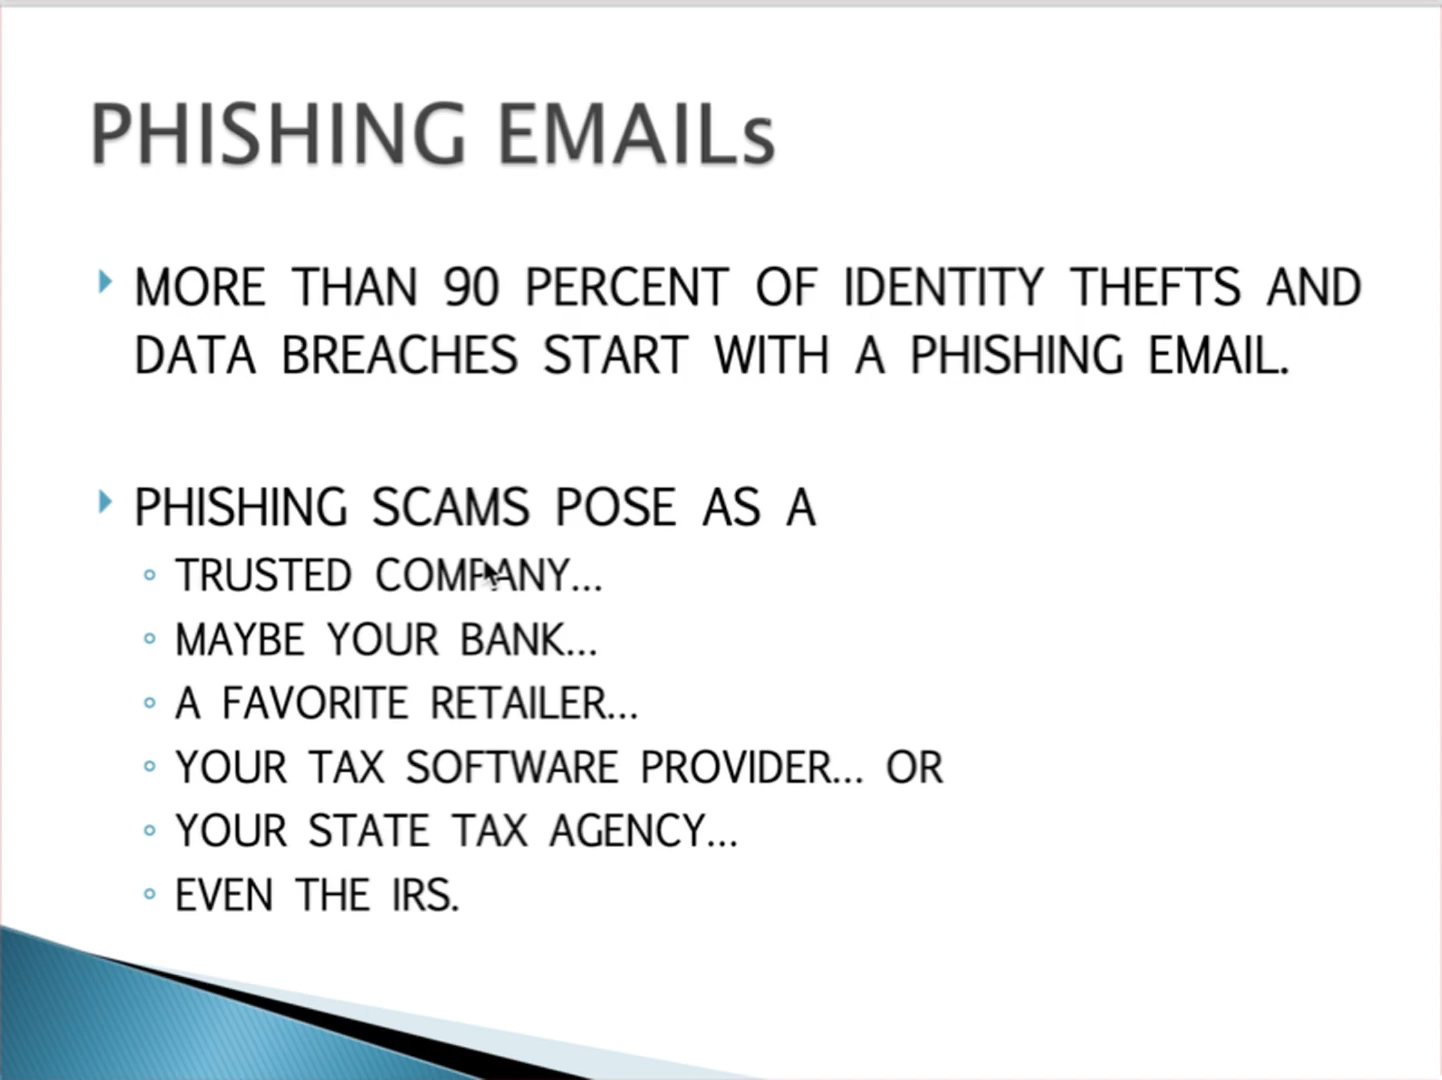 PHISHING EMAILs
MORE THAN 90 PERCENT OF IDENTITY THEFTS AND
DATA BREACHES START WITH A PHISHING EMAIL.
PHISHING SCAMS POSE AS A
TRUSTED COMPANY...
MAYBE YOUR BANK...
A FAVORITE RETAILER...
YOUR TAX SOFTWARE PROVIDER... OR
YOUR STATE TAX AGENCY...
EVEN THE IRS.